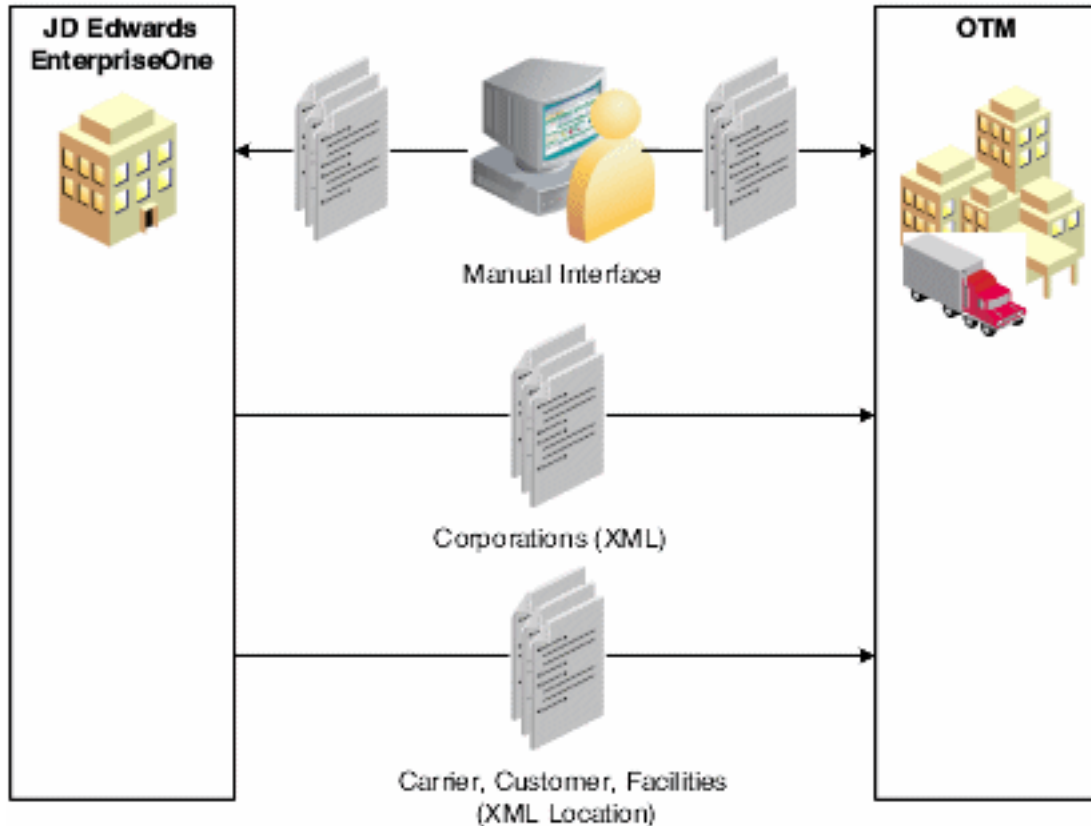 JD Edwards
EnterpriseOne
OTM
Manual Interface
Corporations (XML)
Carrier, Customer, Facilities
(XML Location)